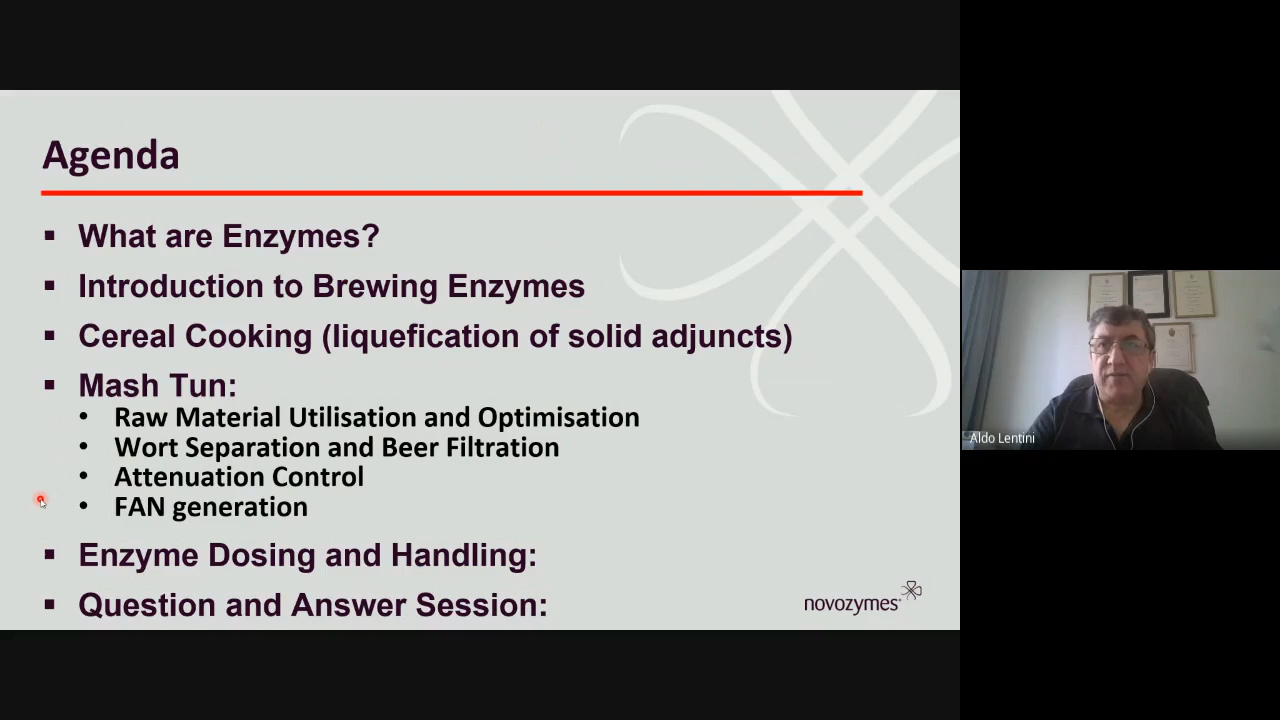 Agenda
▪ What are Enzymes?
▪ Introduction to Brewing Enzymes
▪ Cereal Cooking (liquefication of solid adjuncts)
▪ Mash Tun:
• Raw Material Utilisation and Optimisation
• Wort Separation and Beer Filtration
• Attenuation Control
• FAN generation
▪ Enzyme Dosing and Handling:
▪ Question and Answer Session:
novozymes
Aldo Lentini